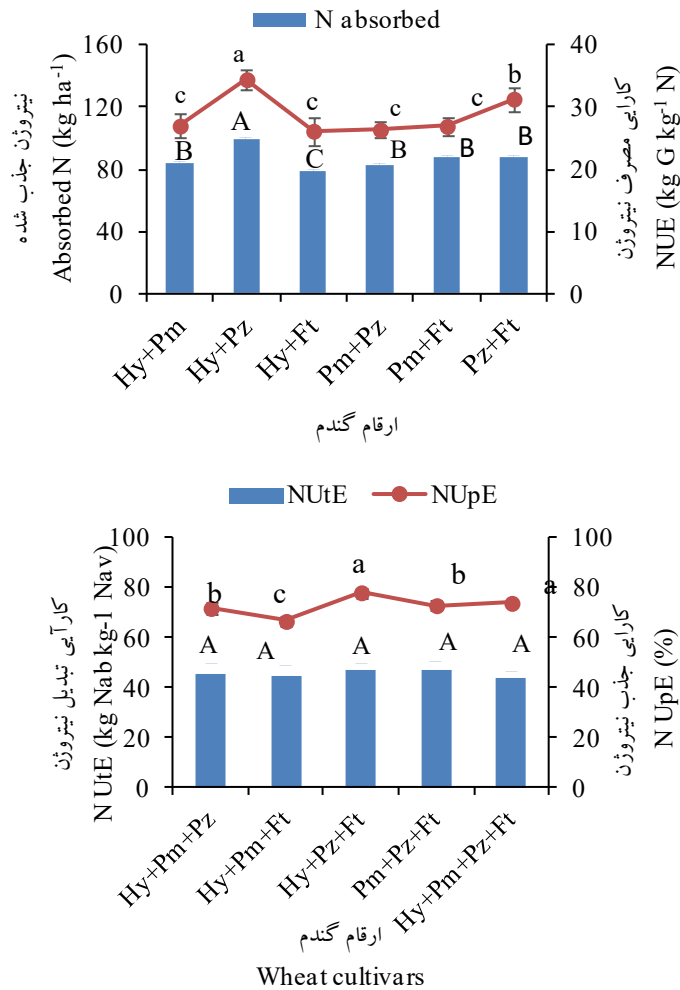 N absorbed
نیتروژن جذب شده
Absorbed N (kg ha-1)
160
120
80
40
0
c
a
c
c
c
b
B
A
C
B
B
B
40
30
20
10
0
کارایی مصرف نیتروژن
NUE (kg G kg-1 N)
Hy+Pm
Hy+Pz
Hy+Ft
Pm+Pz
Pm+Ft
Pz+Ft
ارقام گندم
NUtE
NUpE
کارآیی تبدیل نیتروژن
N UtE (kg Nab kg-1 Nav)
100
80
60
40
20
0
b
c
a
b
a
A
A
A
A
A
100
80
60
40
20
0
کارایی جذب نیتروژن
N UpE (%)
Hy+Pm+Pz
Hy+Pm+Ft
Hy+Pz+Ft
Pm+Pz+Ft
Hy+Pm+Pz+Ft
ارقام گندم
Wheat cultivars